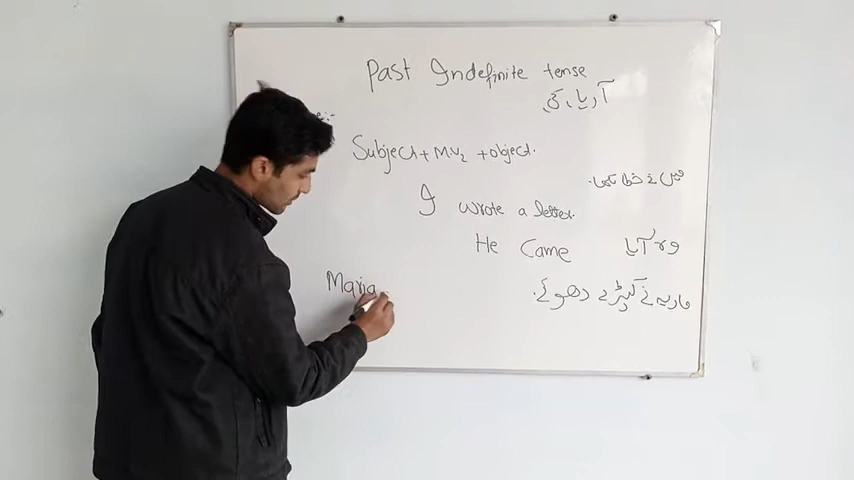 Past Indefinite tense
آ، یا، ئی
Subject + M.V₂ + object.
میں نے خط لکھا۔
I wrote a letter.
He Came
وہ آیا
Maria
ماریہ نے کپڑے دھوئے۔